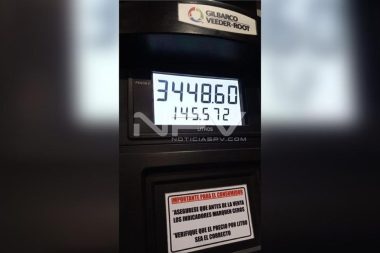 GILBARCO
VEEDER-ROOT
3448.60
145.572
LITROS
NPV
NOTICIASPV.COM
IMPORTANTE PARA EL CONSUMIDOR
*ASEGURESE QUE ANTES DE LA VENTA
LOS INDICADORES MARQUEN CEROS
*VERIFIQUE QUE EL PRECIO POR LITRO
SEA EL CORRECTO